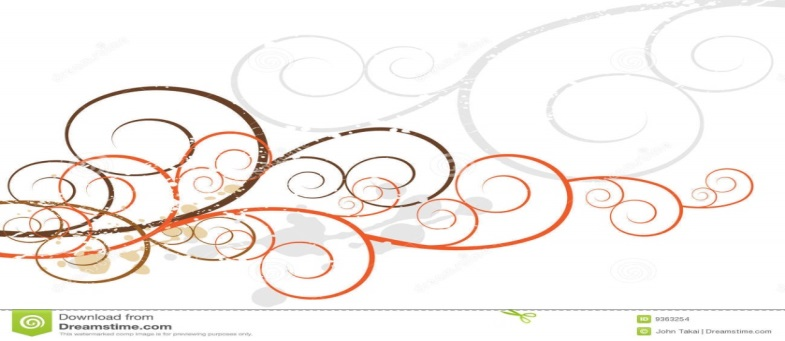 Download from
Dreamstime.com
This watermarked comp image is for previewing purposes only.
9363254
John Takai | Dreamstime.com